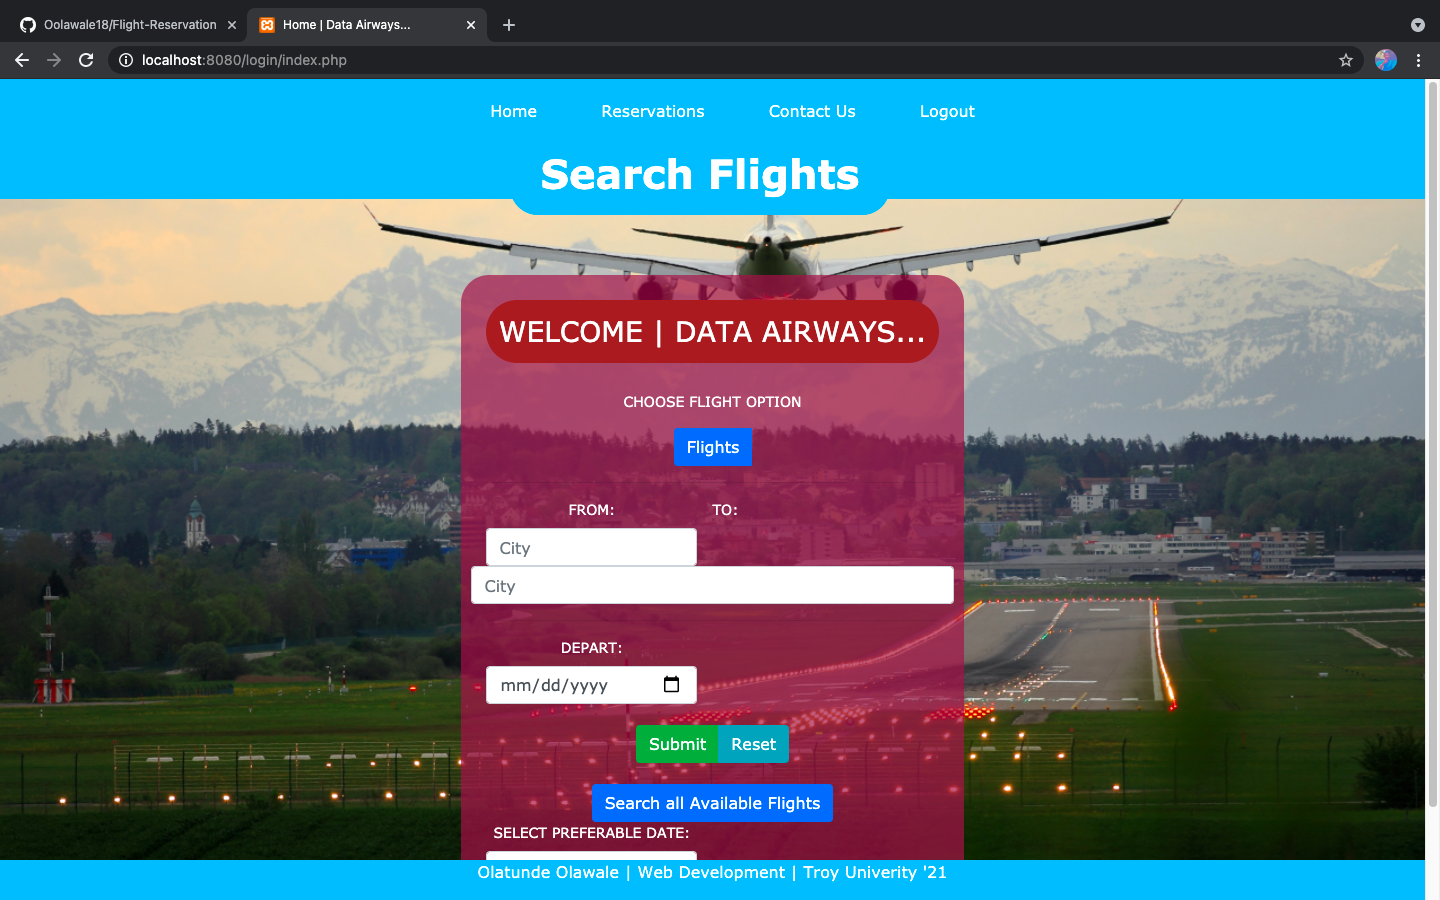 Oolawale18/Flight-Reservation
Home | Data Airways...
localhost:8080/login/index.php
Home Reservations Contact Us Logout
Search Flights
WELCOME | DATA AIRWAYS...
CHOOSE FLIGHT OPTION
Flights
FROM: TO:
City
City
DEPART:
mm/dd/yyyy
Submit Reset
Search all Available Flights
SELECT PREFERABLE DATE:
Olatunde Olawale | Web Development | Troy Univerity '21